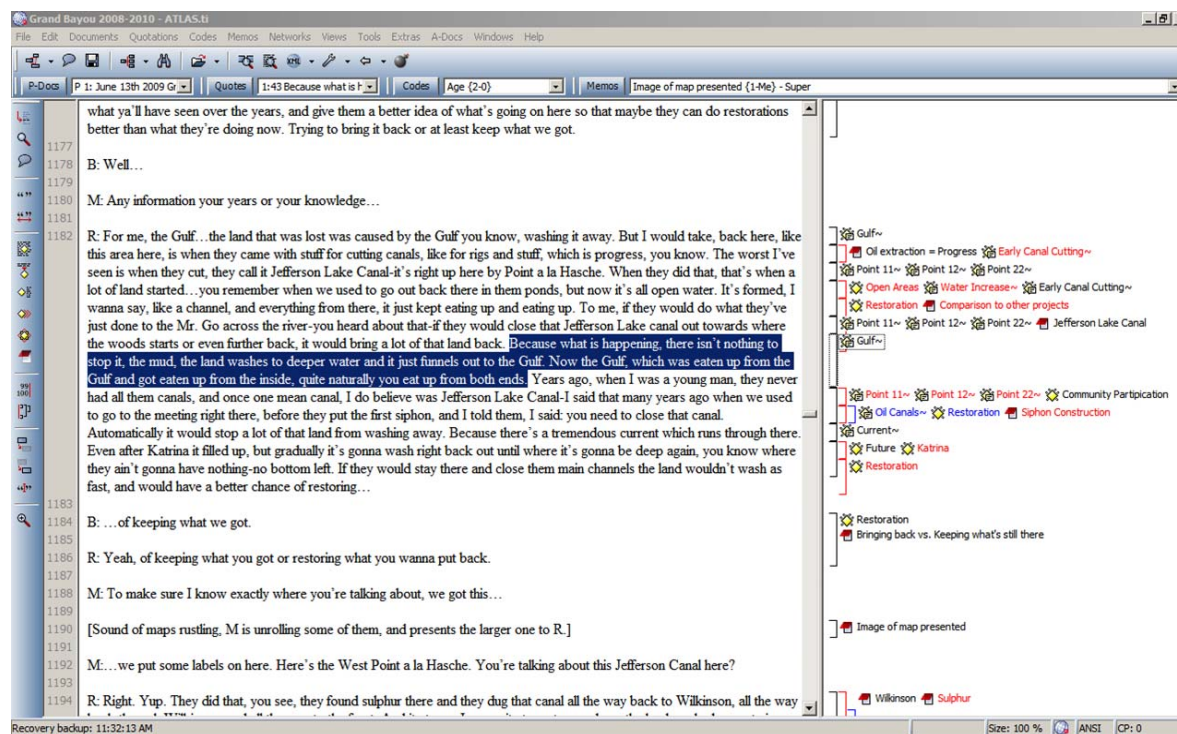 Grand Bayou 2008-2010 - ATLAS.ti
File Edit Documents Quotations Codes Memos Networks Views Tools Extras A-Docs Windows Help
P-Docs P 1: June 13th 2009 Gr Quotes 1:43 Because what is h Codes Age {2-0} Memos Image of map presented {1-Me} - Super
what ya'll have seen over the years, and give them a better idea of what's going on here so that maybe they can do restorations
better than what they're doing now. Trying to bring it back or at least keep what we got.
1177
1178 B: Well…
1179
1180 M: Any information your years or your knowledge…
1181
1182 R: For me, the Gulf…the land that was lost was caused by the Gulf you know, washing it away. But I would take, back here, like
this area here, is when they came with stuff for cutting canals, like for rigs and stuff, which is progress, you know. The worst I've
seen is when they cut, they call it Jefferson Lake Canal-it's right up here by Point a la Hasche. When they did that, that's when a
lot of land started…you remember when we used to go out back there in them ponds, but now it's all open water. It's formed, I
wanna say, like a channel, and everything from there, it just kept eating up and eating up. To me, if they would do what they've
just done to the Mr. Go across the river-you heard about that-if they would close that Jefferson Lake canal out towards where
the woods starts or even further back, it would bring a lot of that land back. Because what is happening, there isn't nothing to
stop it, the mud, the land washes to deeper water and it just funnels out to the Gulf. Now the Gulf, which was eaten up from the
Gulf and got eaten up from the inside, quite naturally you eat up from both ends. Years ago, when I was a young man, they never
had all them canals, and once one mean canal, I do believe was Jefferson Lake Canal-I said that many years ago when we used
to go to the meeting right there, before they put the first siphon, and I told them, I said: you need to close that canal.
Automatically it would stop a lot of that land from washing away. Because there's a tremendous current which runs through there.
Even after Katrina it filled up, but gradually it's gonna wash right back out until where it's gonna be deep again, you know where
they ain't gonna have nothing-no bottom left. If they would stay there and close them main channels the land wouldn't wash as
fast, and would have a better chance of restoring…
1183
1184 B: …of keeping what we got.
1185
1186 R: Yeah, of keeping what you got or restoring what you wanna put back.
1187
1188 M: To make sure I know exactly where you're talking about, we got this…
1189
1190 [Sound of maps rustling, M is unrolling some of them, and presents the larger one to R.]
1191
1192 M:…we put some labels on here. Here's the West Point a la Hasche. You're talking about this Jefferson Canal here?
1193
1194 R: Right. Yup. They did that, you see, they found sulphur there and they dug that canal all the way back to Wilkinson, all the way
Gulf~
Oil extraction = Progress Early Canal Cutting~
Point 11~ Point 12~ Point 22~
Open Areas Water Increase~ Early Canal Cutting~
Restoration Comparison to other projects
Point 11~ Point 12~ Point 22~ Jefferson Lake Canal
Gulf~
Point 11~ Point 12~ Point 22~ Community Partipication
Oil Canals~ Restoration Siphon Construction
Current~
Future Katrina
Restoration
Restoration
Bringing back vs. Keeping what's still there
Image of map presented
Wilkinson Sulphur
Recovery backup: 11:32:13 AM
Size: 100 % ANSI CP: 0